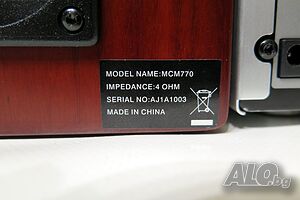 MODEL NAME:MCM770
IMPEDANCE:4 OHM
SERIAL NO:AJ1A1003
MADE IN CHINA
ALO.bg